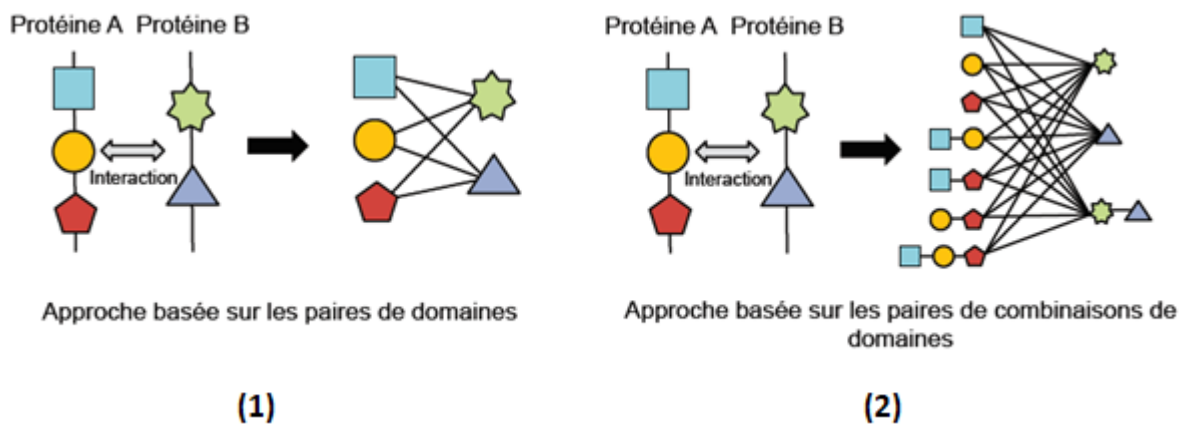 Protéine A Protéine B
Interaction
Approche basée sur les paires de domaines
(1)
Protéine A Protéine B
Interaction
Approche basée sur les paires de combinaisons de
domaines
(2)